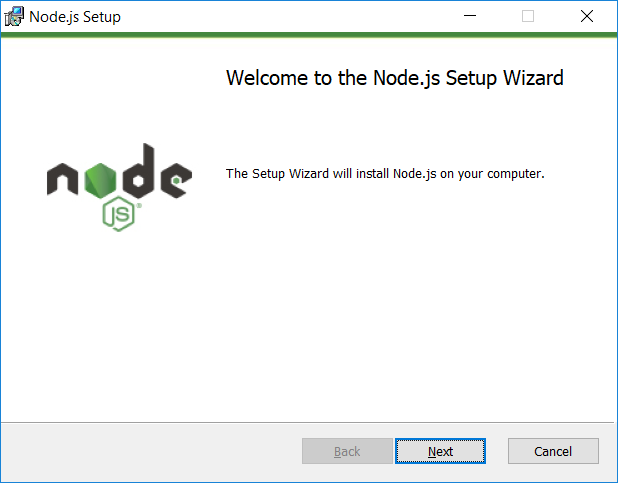 Node.js Setup
Welcome to the Node.js Setup Wizard
node
JS
The Setup Wizard will install Node.js on your computer.
Back
Next
Cancel